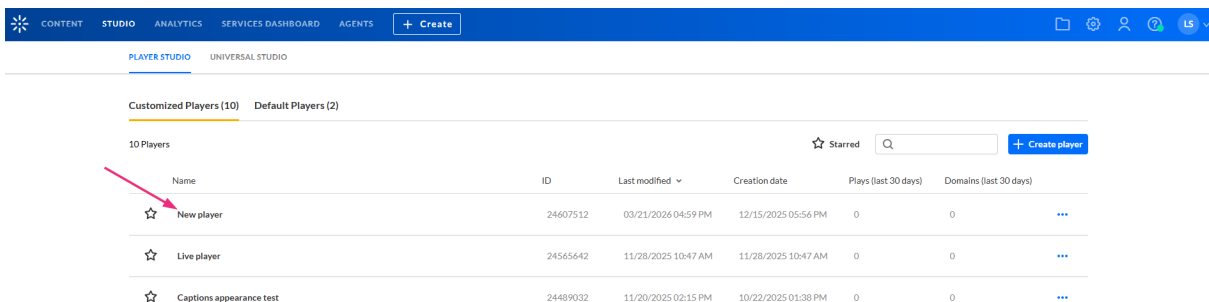 CONTENT STUDIO ANALYTICS SERVICES DASHBOARD AGENTS + Create LS
PLAYER STUDIO UNIVERSAL STUDIO
Customized Players (10) Default Players (2)
10 Players Starred + Create player
Name ID Last modified Creation date Plays (last 30 days) Domains (last 30 days)
New player 24607512 03/21/2026 04:59 PM 12/15/2025 05:56 PM 0 0
Live player 24565642 11/28/2025 10:47 AM 11/28/2025 10:47 AM 0 0
Captions appearance test 24489032 11/20/2025 02:15 PM 10/22/2025 01:38 PM 0 0